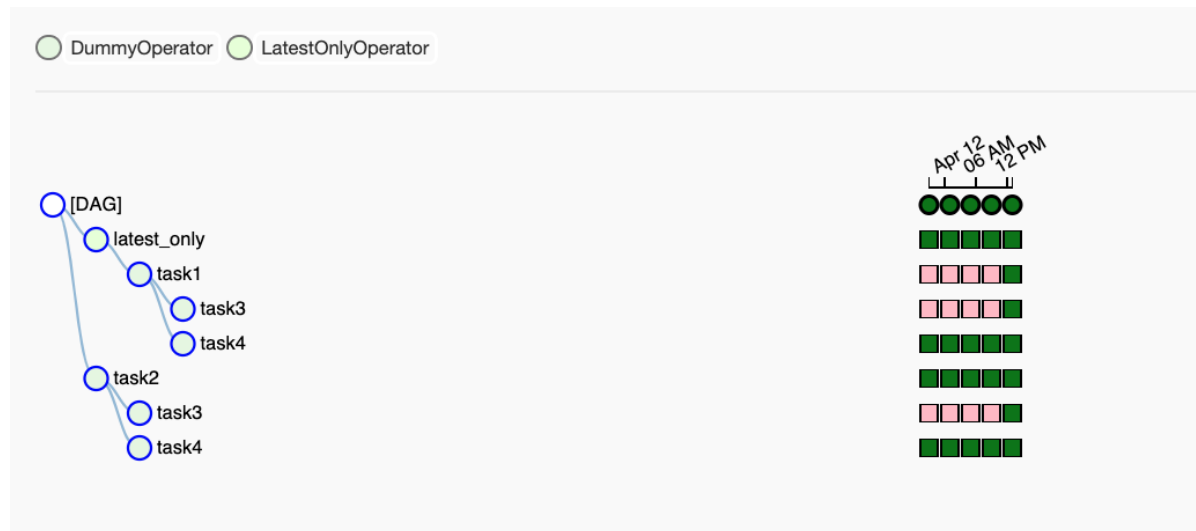 DummyOperator LatestOnlyOperator
Apr 12
06 AM
12 PM
[DAG]
latest_only
task1
task3
task4
task2
task3
task4